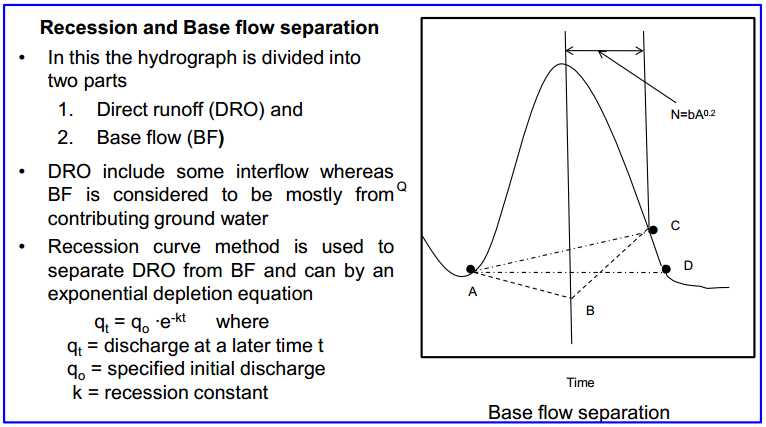 Recession and Base flow separation
• In this the hydrograph is divided into
two parts
1. Direct runoff (DRO) and
2. Base flow (BF)
• DRO include some interflow whereas
BF is considered to be mostly from
contributing ground water
• Recession curve method is used to
separate DRO from BF and can by an
exponential depletion equation
qt = qo ·e-kt where
qt = discharge at a later time t
qo = specified initial discharge
k = recession constant
Q
N=bA0.2
C
D
A
B
Time
Base flow separation